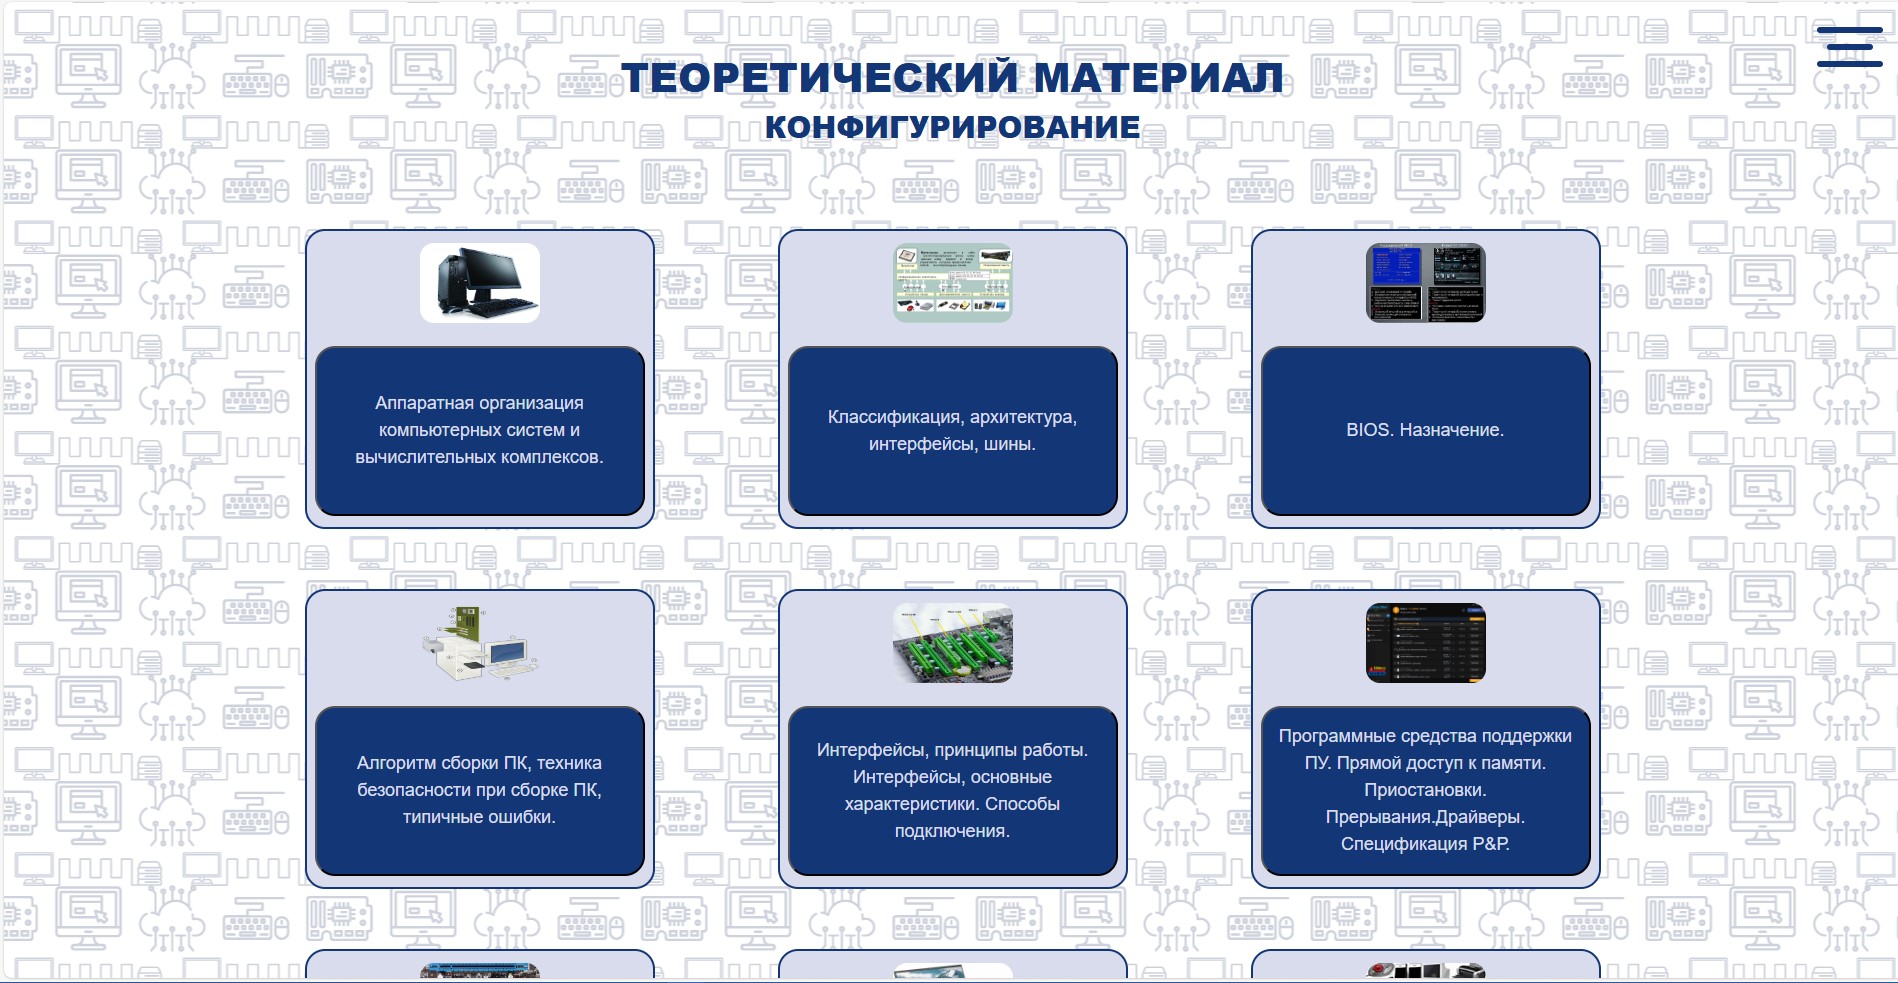 ТЕОРЕТИЧЕСКИЙ МАТЕРИАЛ
КОНФИГУРИРОВАНИЕ
Аппаратная организация
компьютерных систем и
вычислительных комплексов.
Классификация, архитектура,
интерфейсы, шины.
BIOS. Назначение.
Алгоритм сборки ПК, техника
безопасности при сборке ПК,
типичные ошибки.
Интерфейсы, принципы работы.
Интерфейсы, основные
характеристики. Способы
подключения.
Программные средства поддержки
ПУ. Прямой доступ к памяти.
Приостановки.
Прерывания.Драйверы.
Спецификация P&P.